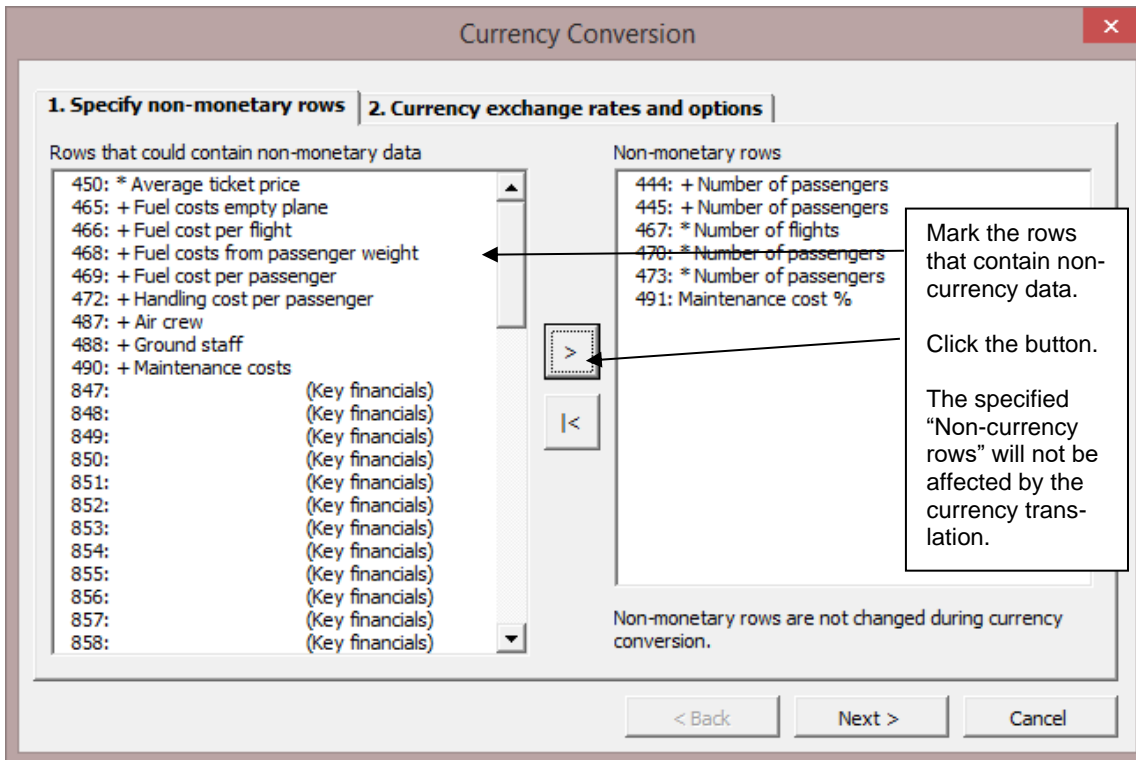 Currency Conversion
×
1. Specify non-monetary rows
2. Currency exchange rates and options
Rows that could contain non-monetary data
450: * Average ticket price
465: + Fuel costs empty plane
466: + Fuel cost per flight
468: + Fuel costs from passenger weight
469: + Fuel cost per passenger
472: + Handling cost per passenger
487: + Air crew
488: + Ground staff
490: + Maintenance costs
847: (Key financials)
848: (Key financials)
849: (Key financials)
850: (Key financials)
851: (Key financials)
852: (Key financials)
853: (Key financials)
854: (Key financials)
855: (Key financials)
856: (Key financials)
857: (Key financials)
858: (Key financials)
>
|<
Non-monetary rows
444: + Number of passengers
445: + Number of passengers
467: * Number of flights
470: * Number of passengers
473: * Number of passengers
491: Maintenance cost %
Mark the rows
that contain non-
currency data.
Click the button.
The specified
“Non-currency
rows” will not be
affected by the
currency trans-
lation.
Non-monetary rows are not changed during currency
conversion.
< Back
Next >
Cancel